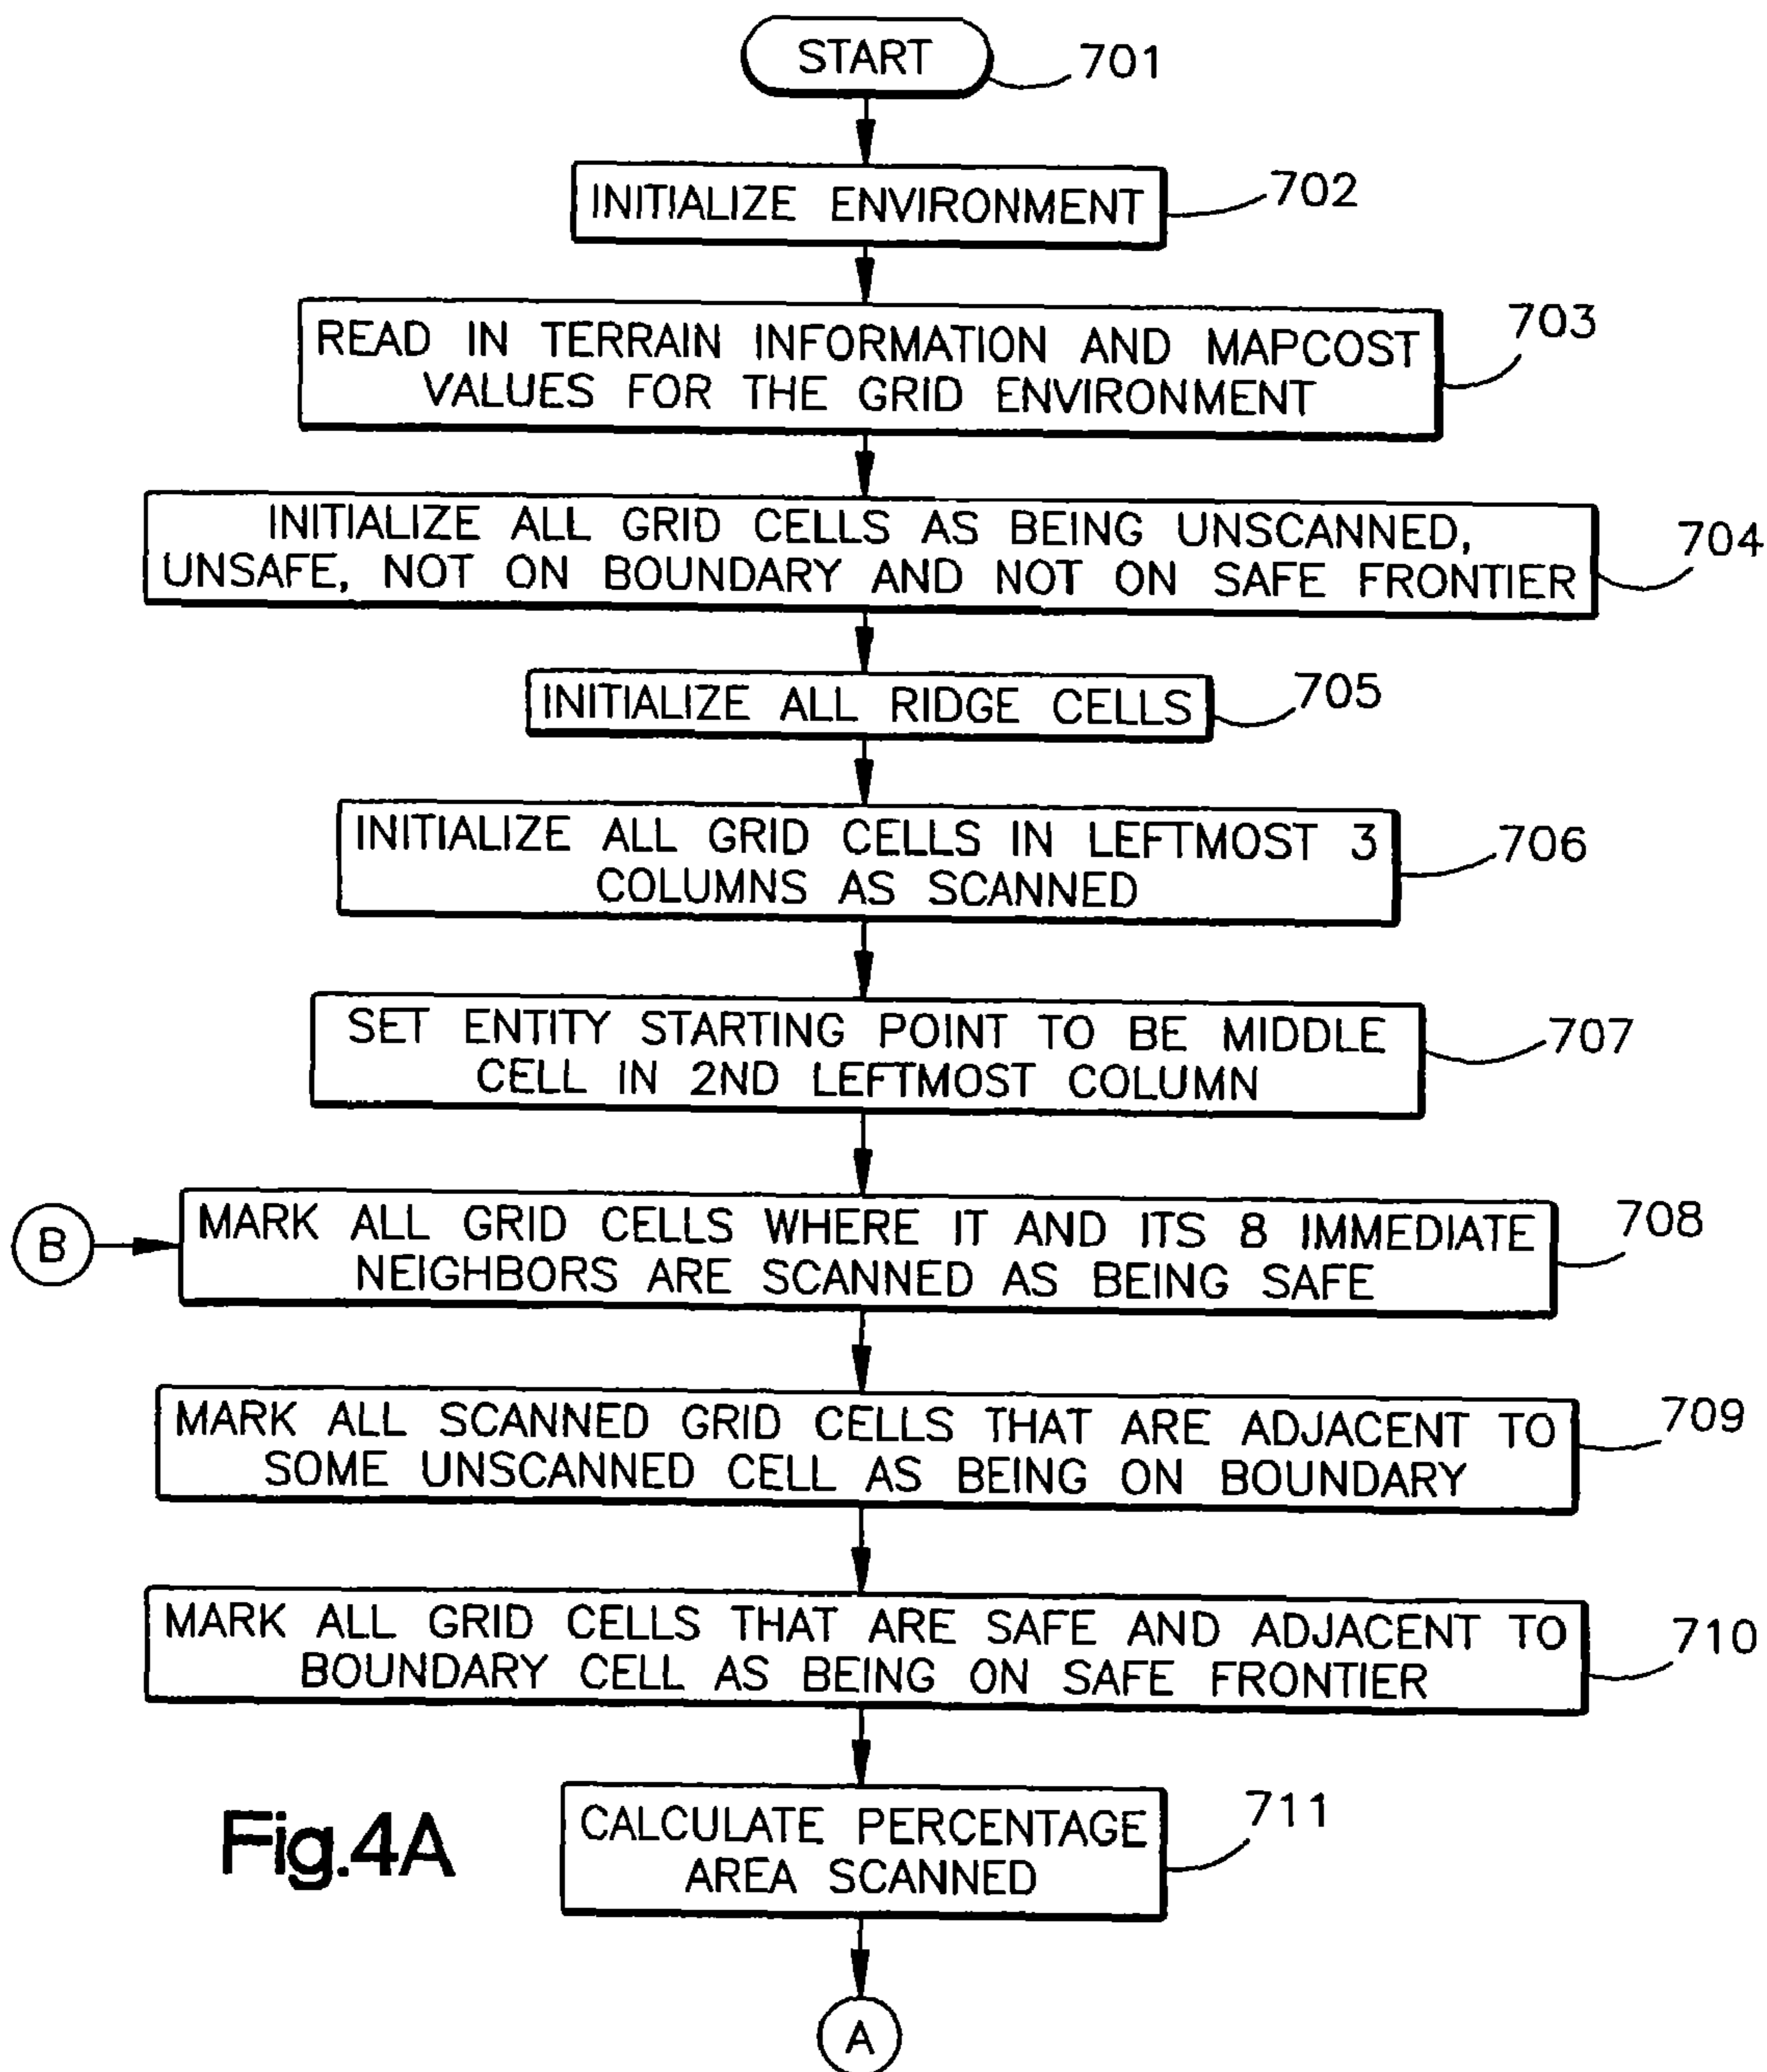 START
701
INITIALIZE ENVIRONMENT
702
READ IN TERRAIN INFORMATION AND MAPCOST
VALUES FOR THE GRID ENVIRONMENT
703
INITIALIZE ALL GRID CELLS AS BEING UNSCANNED,
UNSAFE, NOT ON BOUNDARY AND NOT ON SAFE FRONTIER
704
INITIALIZE ALL RIDGE CELLS
705
INITIALIZE ALL GRID CELLS IN LEFTMOST 3
COLUMNS AS SCANNED
706
SET ENTITY STARTING POINT TO BE MIDDLE
CELL IN 2ND LEFTMOST COLUMN
707
B
MARK ALL GRID CELLS WHERE IT AND ITS 8 IMMEDIATE
NEIGHBORS ARE SCANNED AS BEING SAFE
708
MARK ALL SCANNED GRID CELLS THAT ARE ADJACENT TO
SOME UNSCANNED CELL AS BEING ON BOUNDARY
709
MARK ALL GRID CELLS THAT ARE SAFE AND ADJACENT TO
BOUNDARY CELL AS BEING ON SAFE FRONTIER
710
CALCULATE PERCENTAGE
AREA SCANNED
711
Fig.4A
A